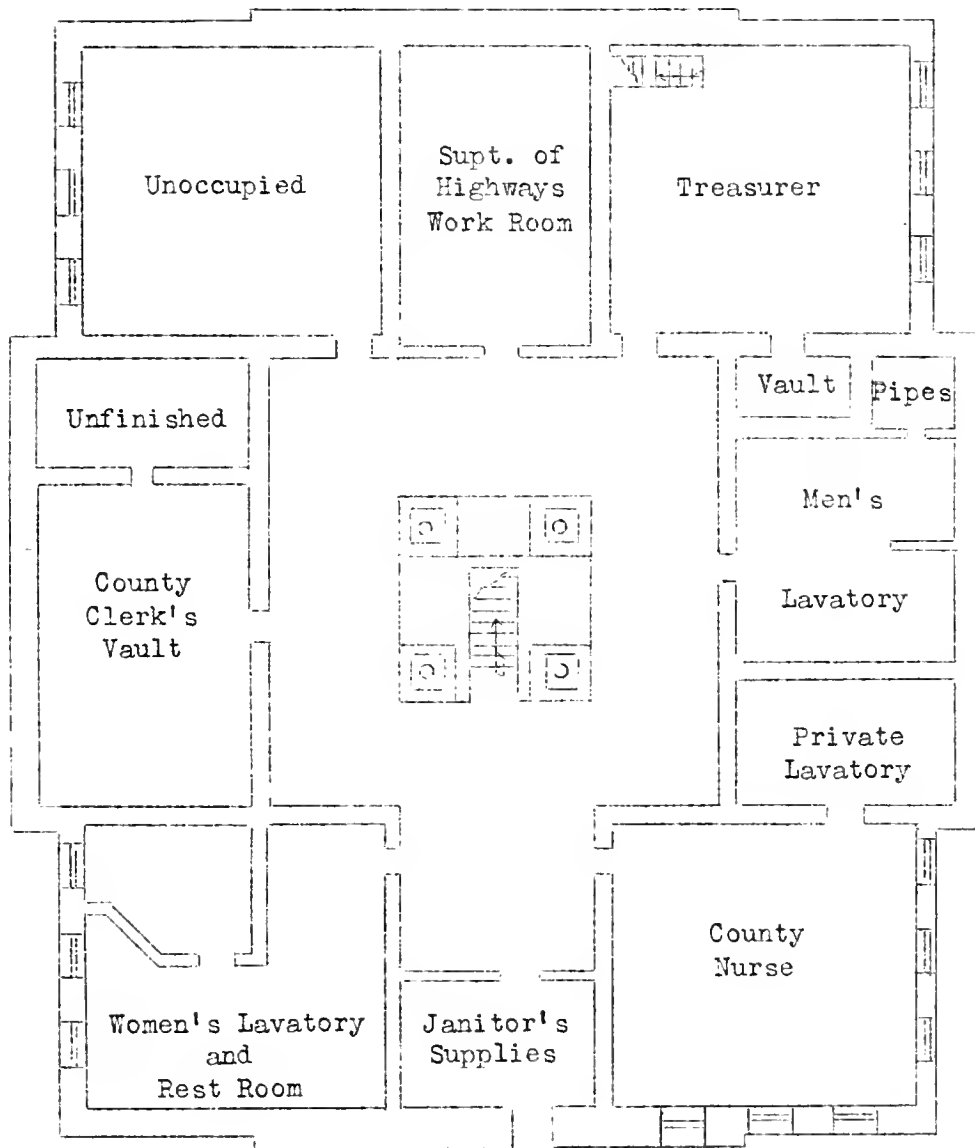 Unoccupied
Supt. of
Highways
Work Room
Treasurer
Unfinished
Vault
Pipes
Men's
Lavatory
County
Clerk's
Vault
Private
Lavatory
County
Nurse
Women's Lavatory
and
Rest Room
Janitor's
Supplies